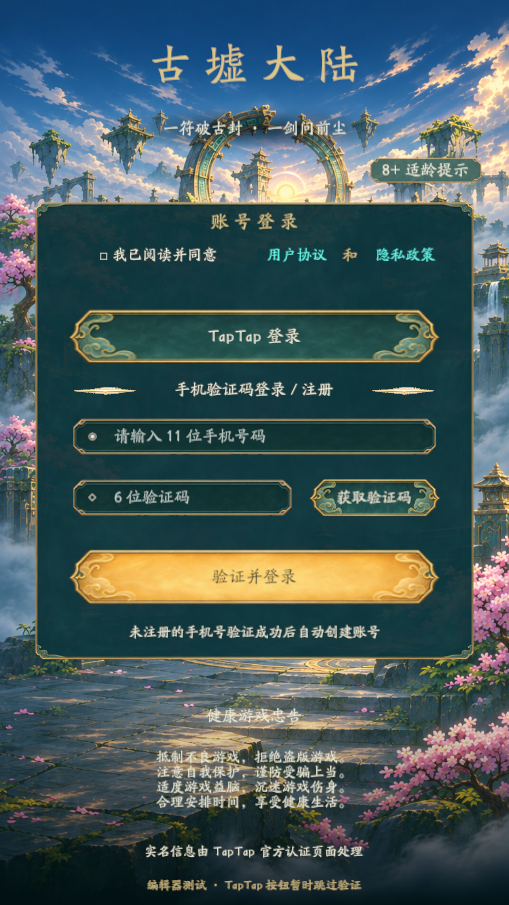 古墟大陆
一符破古封 · 一剑问前尘
8+ 适龄提示
账号登录
我已阅读并同意 用户协议 和 隐私政策
TapTap 登录
手机验证码登录 / 注册
请输入 11 位手机号码
6 位验证码 获取验证码
验证并登录
未注册的手机号验证成功后自动创建账号
健康游戏忠告
抵制不良游戏，拒绝盗版游戏。
注意自我保护，谨防受骗上当。
适度游戏益脑，沉迷游戏伤身。
合理安排时间，享受健康生活。
实名信息由 TapTap 官方认证页面处理
编辑器测试 · TapTap 按钮暂时跳过验证